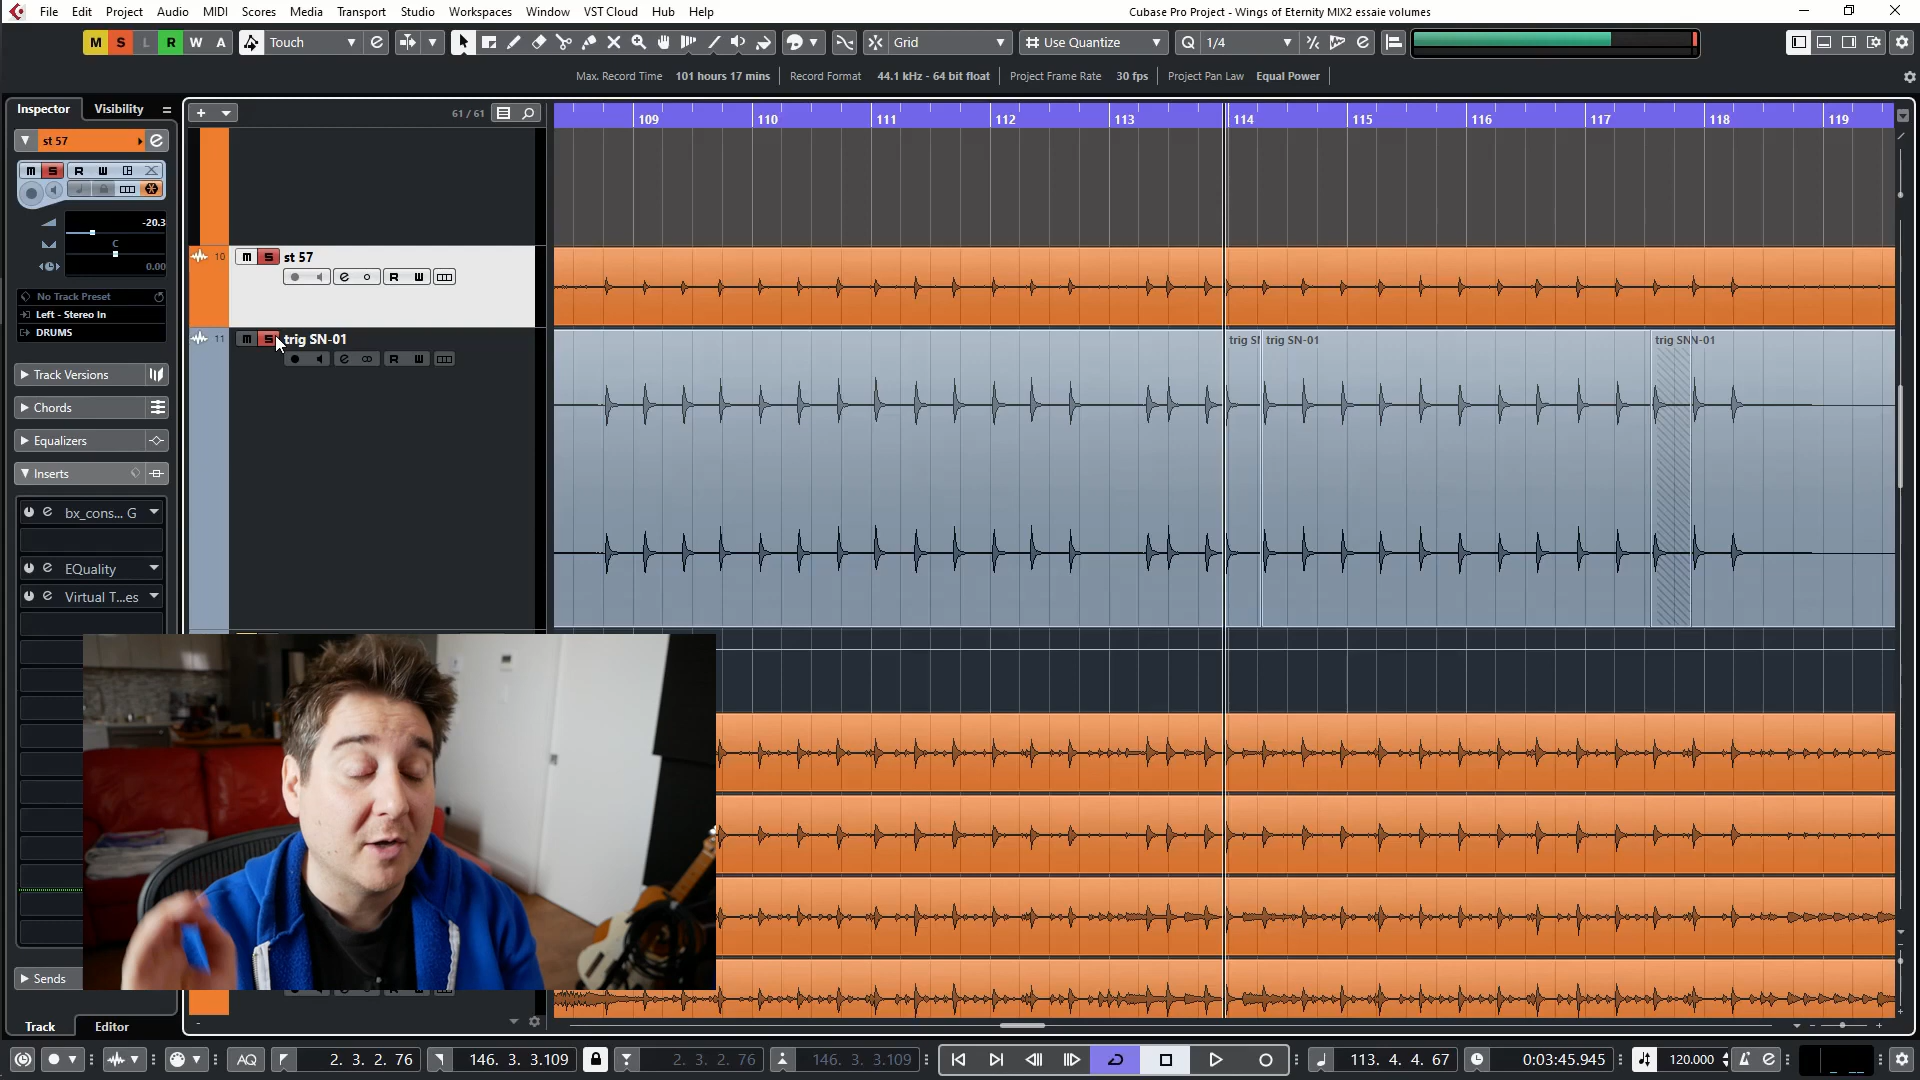 File Edit Project Audio MIDI Scores Media Transport Studio Workspaces Window VST Cloud Hub Help
Cubase Pro Project - Wings of Eternity MIX2 essaie volumes
M S L R W A Touch Grid Use Quantize Q 1/4
Max. Record Time 101 hours 17 mins Record Format 44.1 kHz - 64 bit float Project Frame Rate 30 fps Project Pan Law Equal Power
Inspector Visibility
61 / 61
109 110 111 112 113 114 115 116 117 118 119
st 57
M S R W
-20.3
C
0.00
No Track Preset
Left - Stereo In
DRUMS
10 M S st 57
R W
11 M S trig SN-01
R W
trig SN trig SN-01 trig SNN-01
Track Versions
Chords
Equalizers
Inserts
bx_cons... G
EQuality
Virtual T...es
Sends
R W
Track Editor
AQ 2. 3. 2. 76 146. 3. 3.109 2. 3. 2. 76 146. 3. 3.109 113. 4. 4. 67 0:03:45.945 120.000